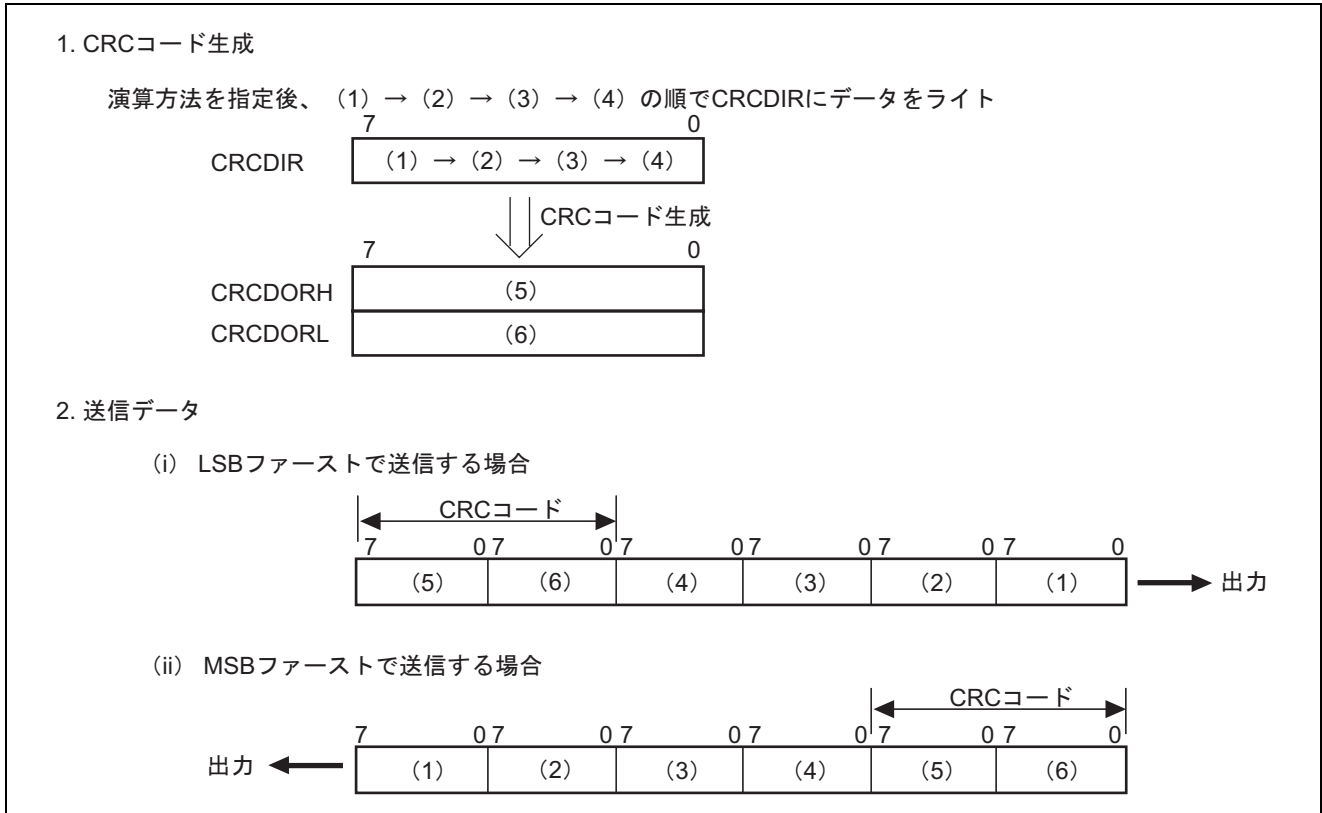 1. CRCコード生成
演算方法を指定後、（1）→（2）→（3）→（4）の順でCRCDIRにデータをライト
7 0
CRCDIR （1）→（2）→（3）→（4）
CRCコード生成
7 0
CRCDORH （5）
CRCDORL （6）
2. 送信データ
（i） LSBファーストで送信する場合
CRCコード
7 0 7 0 7 0 7 0 7 0 7 0
（5） （6） （4） （3） （2） （1） 出力
（ii） MSBファーストで送信する場合
CRCコード
7 0 7 0 7 0 7 0 7 0 7 0
出力 （1） （2） （3） （4） （5） （6）